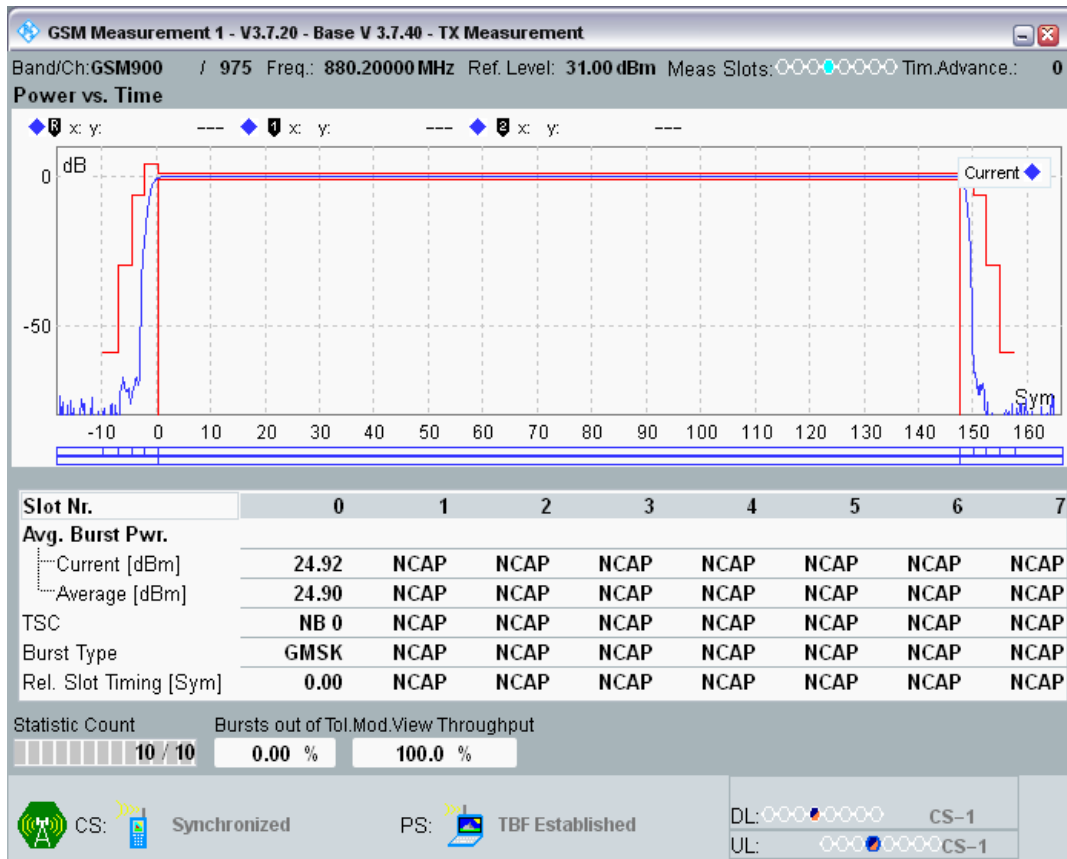 GSM Measurement 1 - V3.7.20 - Base V 3.7.40 - TX Measurement
Band/Ch:GSM900 / 975 Freq.: 880.20000 MHz Ref. Level: 31.00 dBm Meas Slots: Tim.Advance.: 0
Power vs. Time
R x: y: --- 1 x: y: --- 2 x: y: ---
dB
Current
0
-50
Sym
-10 0 10 20 30 40 50 60 70 80 90 100 110 120 130 140 150 160
Slot Nr. 0 1 2 3 4 5 6 7
Avg. Burst Pwr.
Current [dBm] 24.92 NCAP NCAP NCAP NCAP NCAP NCAP NCAP
Average [dBm] 24.90 NCAP NCAP NCAP NCAP NCAP NCAP NCAP
TSC NB 0 NCAP NCAP NCAP NCAP NCAP NCAP NCAP
Burst Type GMSK NCAP NCAP NCAP NCAP NCAP NCAP NCAP
Rel. Slot Timing [Sym] 0.00 NCAP NCAP NCAP NCAP NCAP NCAP NCAP
Statistic Count Bursts out of Tol. Mod.View Throughput
10 / 10 0.00 % 100.0 %
CS: Synchronized PS: TBF Established
DL: CS-1
UL: CS-1